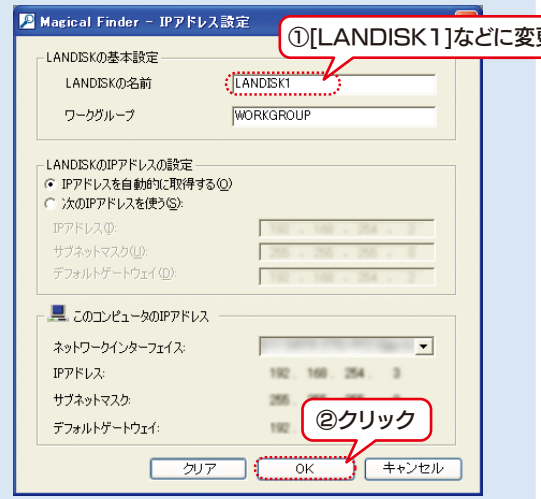 Magical Finder - IPアドレス設定
①[LANDISK1]などに変更
LANDISKの基本設定
LANDISKの名前 LANDISK1
ワークグループ WORKGROUP
LANDISKのIPアドレスの設定
IPアドレスを自動的に取得する(O)
次のIPアドレスを使う(S):
IPアドレス(I): 192 . 168 . 254 . 2
サブネットマスク(U): 255 . 255 . 255 . 0
デフォルトゲートウェイ(D): 192 . 168 . 254 . 2
このコンピュータのIPアドレス
ネットワークインターフェイス:
IPアドレス: 192 . 168 . 254 . 3
サブネットマスク: 255 .
②クリック
デフォルトゲートウェイ: 192 .
クリア OK キャンセル